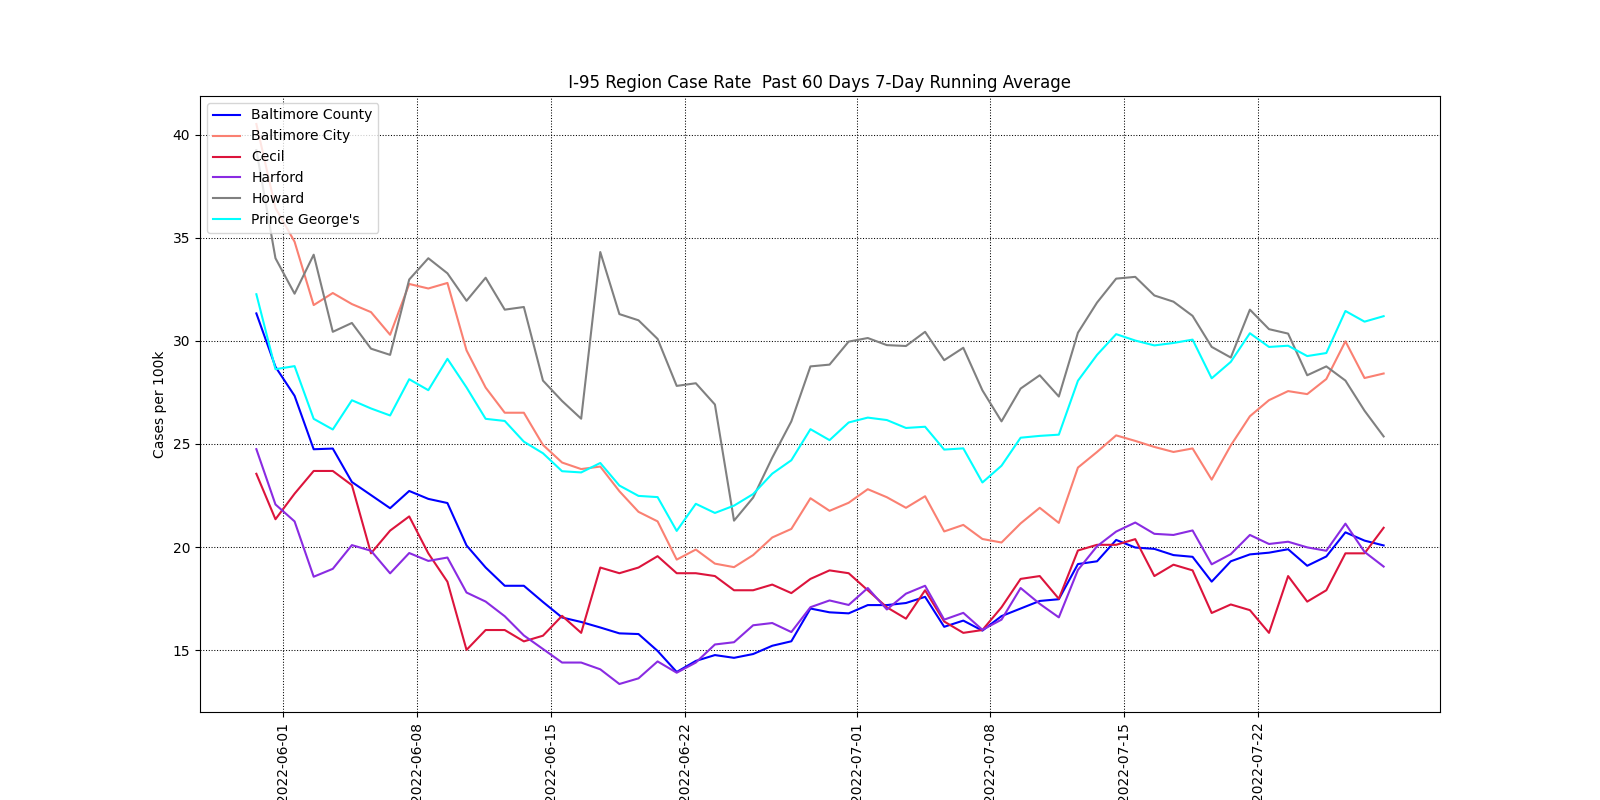 I-95 Region Case Rate  Past 60 Days 7-Day Running Average
Baltimore County
Baltimore City
Cecil
Harford
Howard
Prince George's
Cases per 100k
40
35
30
25
20
15
2022-06-01
2022-06-08
2022-06-15
2022-06-22
2022-07-01
2022-07-08
2022-07-15
2022-07-22